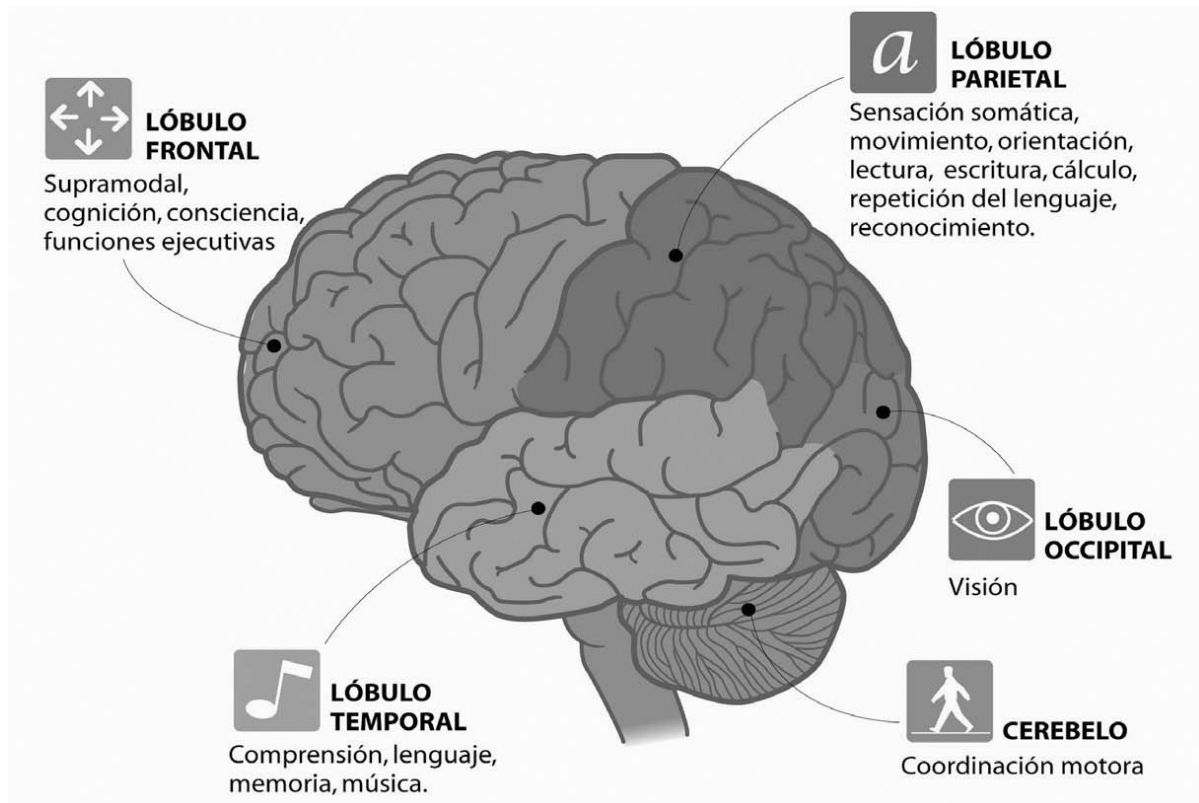 LÓBULO
FRONTAL
Supramodal,
cognición, consciencia,
funciones ejecutivas
a
LÓBULO
PARIETAL
Sensación somática,
movimiento, orientación,
lectura, escritura, cálculo,
repetición del lenguaje,
reconocimiento.
LÓBULO
OCCIPITAL
Visión
LÓBULO
TEMPORAL
Comprensión, lenguaje,
memoria, música.
CEREBELO
Coordinación motora